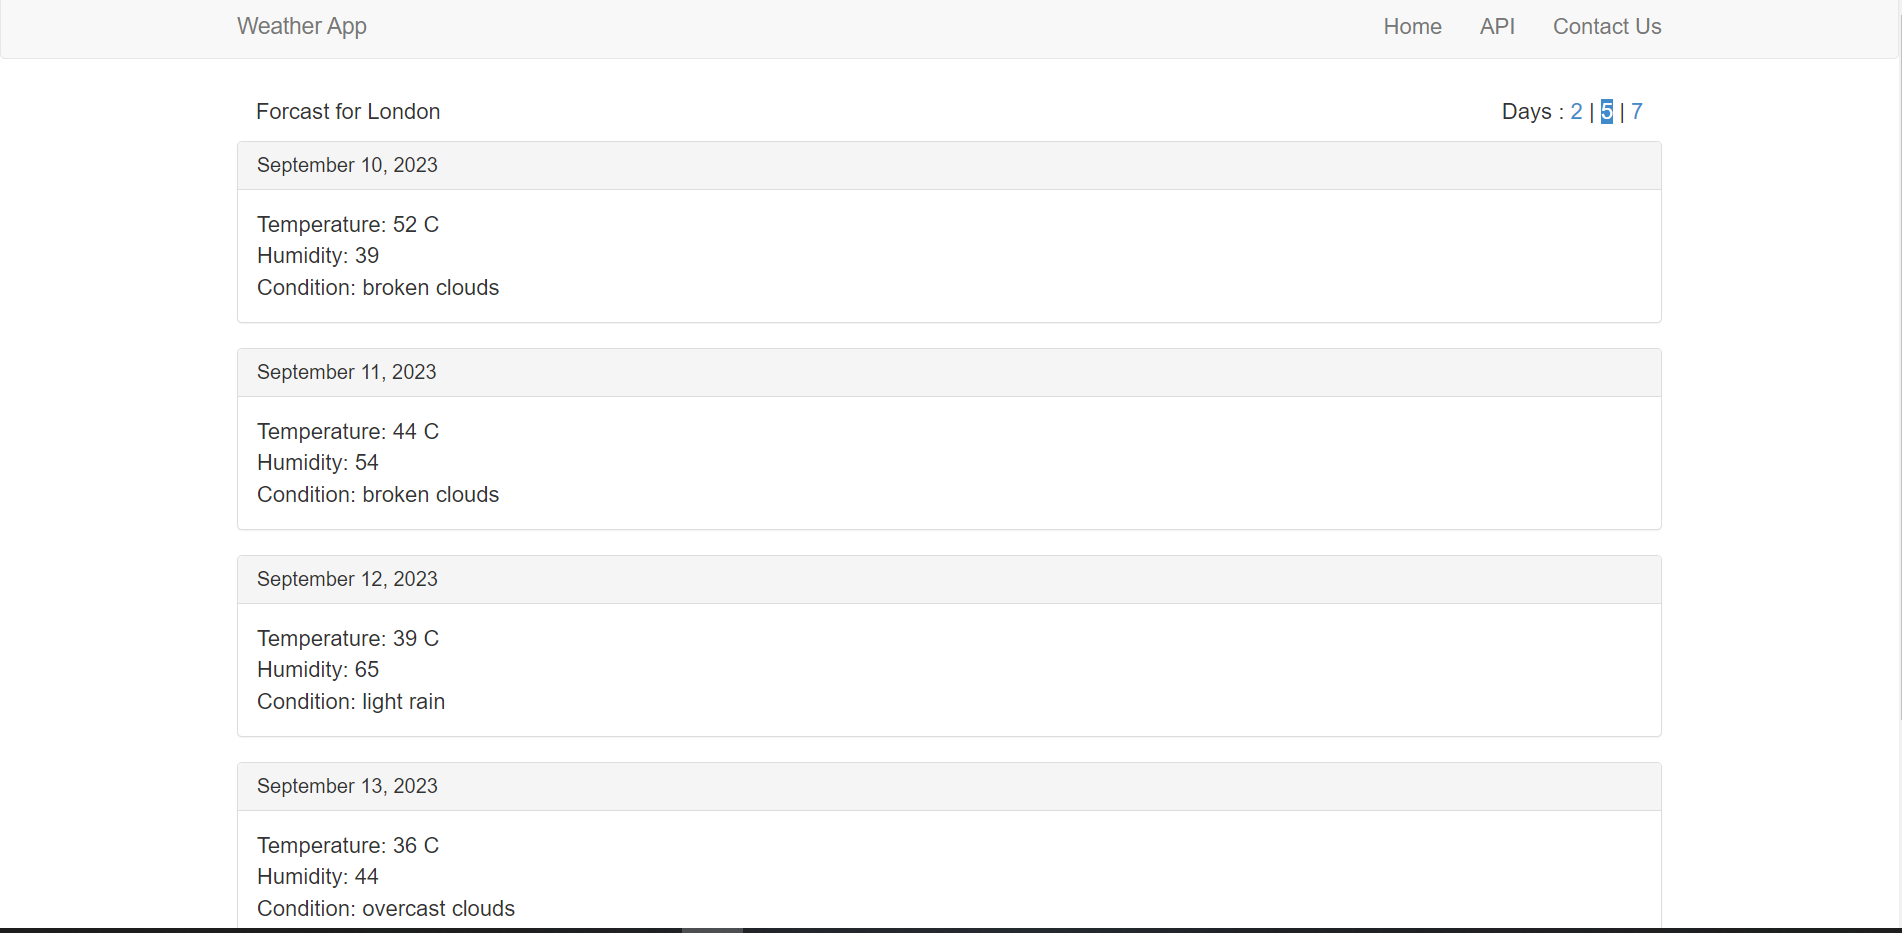 Weather App Home API Contact Us
Forcast for London Days : 2 | 5 | 7
September 10, 2023
Temperature: 52 C
Humidity: 39
Condition: broken clouds
September 11, 2023
Temperature: 44 C
Humidity: 54
Condition: broken clouds
September 12, 2023
Temperature: 39 C
Humidity: 65
Condition: light rain
September 13, 2023
Temperature: 36 C
Humidity: 44
Condition: overcast clouds